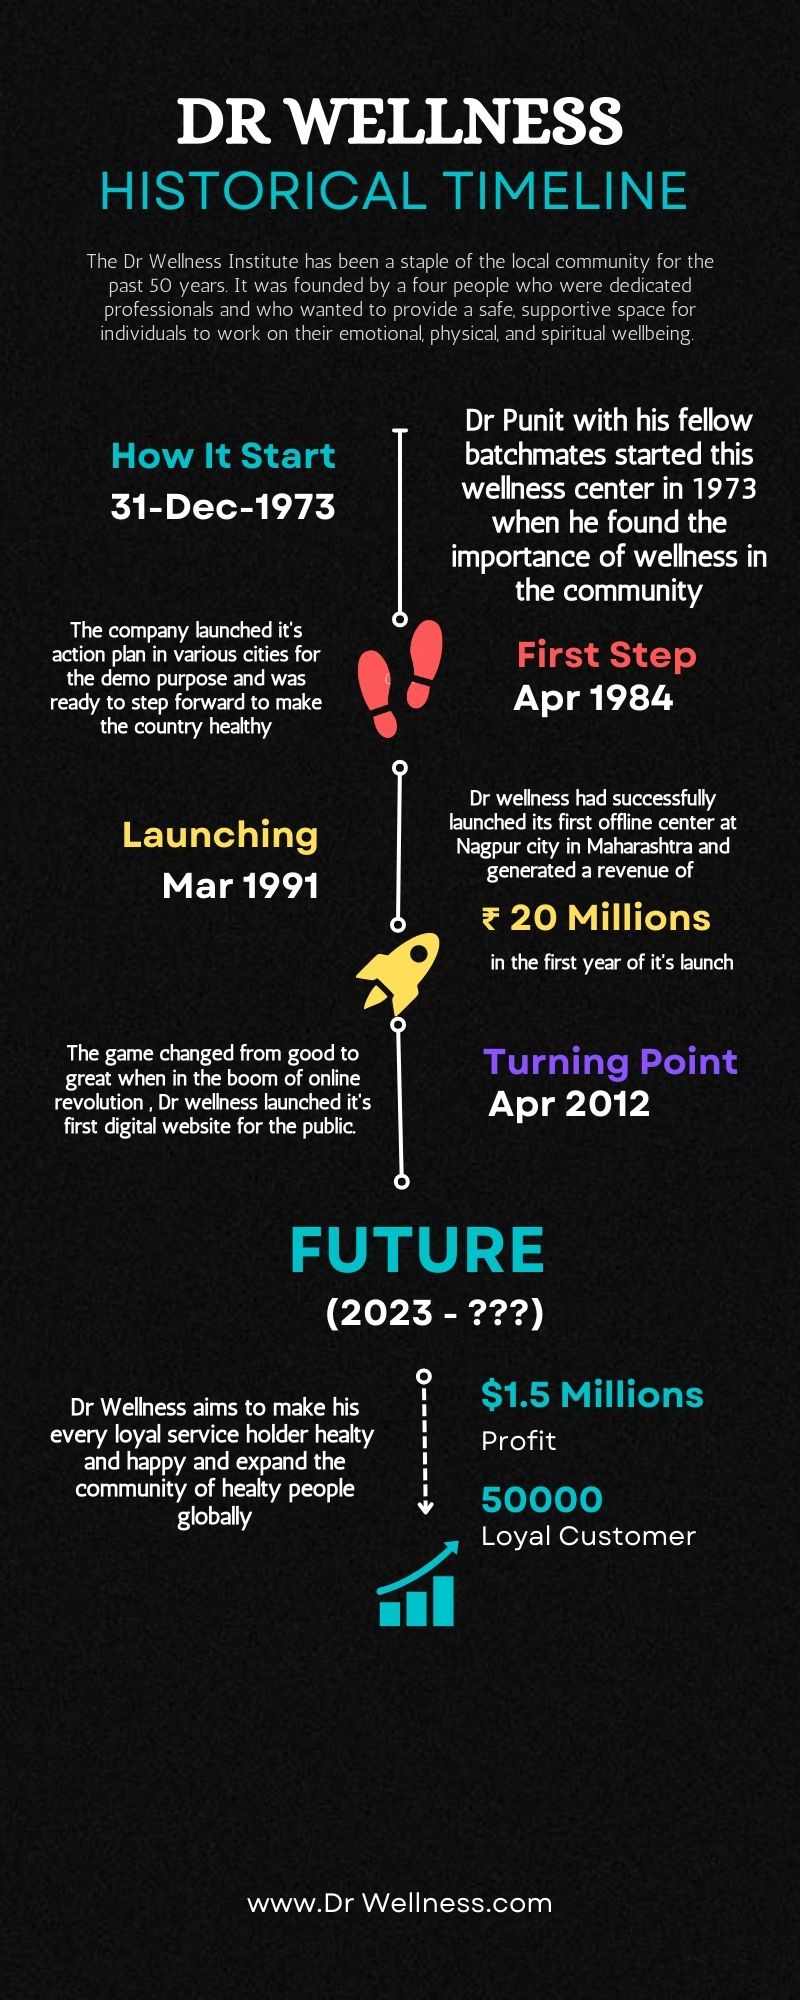 DR WELLNESS
HISTORICAL TIMELINE
The Dr Wellness Institute has been a staple of the local community for the
past 50 years. It was founded by a four people who were dedicated
professionals and who wanted to provide a safe, supportive space for
individuals to work on their emotional, physical, and spiritual wellbeing.
How It Start
31-Dec-1973
Dr Punit with his fellow
batchmates started this
wellness center in 1973
when he found the
importance of wellness in
the community
The company launched it's
action plan in various cities for
the demo purpose and was
ready to step forward to make
the country healthy
First Step
Apr 1984
Launching
Mar 1991
Dr wellness had successfully
launched its first offline center at
Nagpur city in Maharashtra and
generated a revenue of
₹ 20 Millions
in the first year of it's launch
The game changed from good to
great when in the boom of online
revolution , Dr wellness launched it's
first digital website for the public.
Turning Point
Apr 2012
FUTURE
(2023 - ???)
Dr Wellness aims to make his
every loyal service holder healty
and happy and expand the
community of healty people
globally
$1.5 Millions
Profit
50000
Loyal Customer
www.Dr Wellness.com